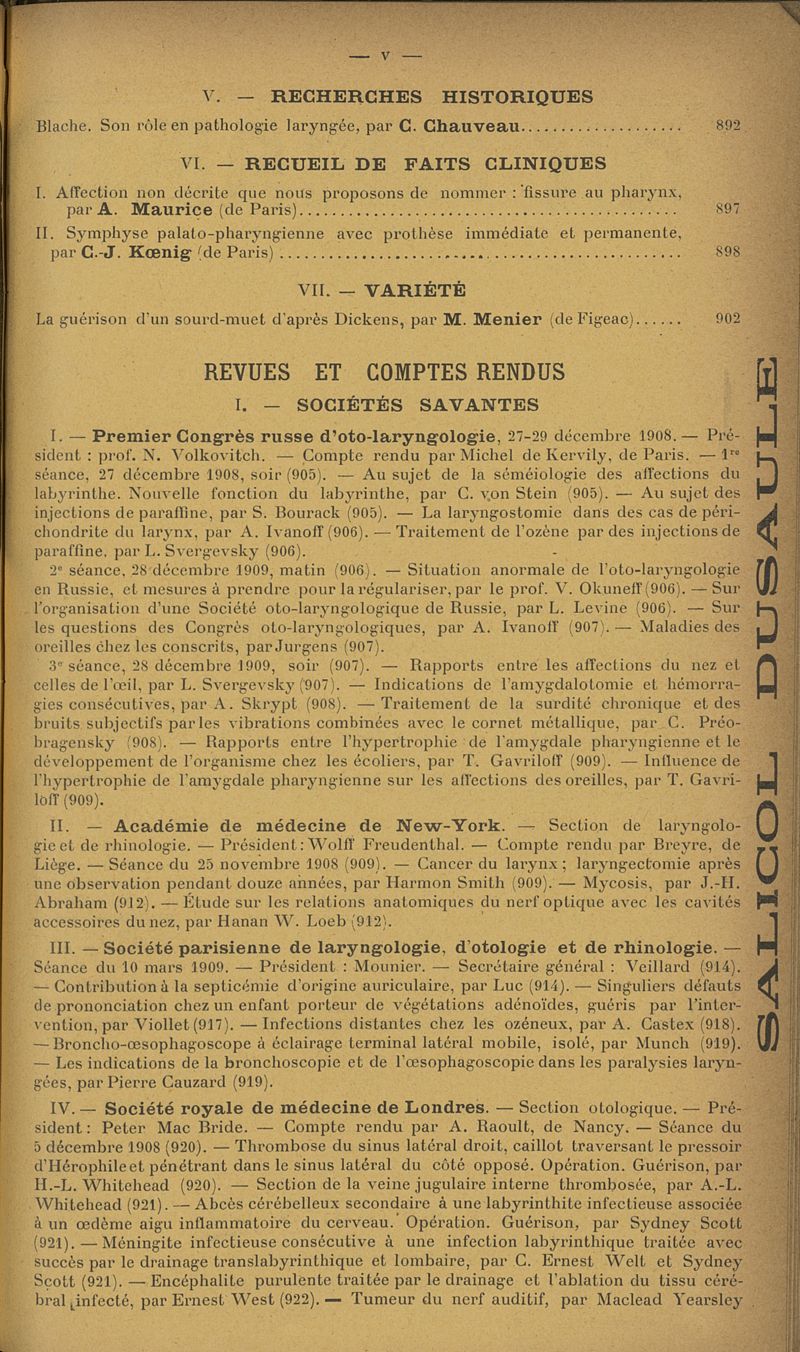 — V —
V. — RECHERCHES HISTORIQUES
Blache. Son rôle en pathologie laryngée, par C. Chauveau.................... 892
VI. — RECUEIL DE FAITS CLINIQUES
I. Affection non décrite que nous proposons de nommer : fissure au pharynx,
par A. Maurice (de Paris)................................................ 897
II. Symphyse palato-pharyngienne avec prothèse immédiate et permanente,
par C.-J. Kœnig (de Paris) ................................................ 898
VII. — VARIÉTÉ
La guérison d'un sourd-muet d'après Dickens, par M. Menier (de Figeac)...... 902
REVUES ET COMPTES RENDUS
I. — SOCIÉTÉS SAVANTES
I. — Premier Congrès russe d'oto-laryngologie, 27-29 décembre 1908. — Pré-
sident : prof. N. Volkovitch. — Compte rendu par Michel de Kervily, de Paris. — 1re
séance, 27 décembre 1908, soir (905). — Au sujet de la séméiologie des affections du
labyrinthe. Nouvelle fonction du labyrinthe, par C. von Stein (905). — Au sujet des
injections de paraffine, par S. Bourack (905). — La laryngostomie dans des cas de péri-
chondrite du larynx, par A. Ivanoff (906). — Traitement de l'ozène par des injections de
paraffine, par L. Svergevsky (906).
2e séance, 28 décembre 1909, matin (906). — Situation anormale de l'oto-laryngologie
en Russie, et mesures à prendre pour la régulariser, par le prof. V. Okuneff (906). — Sur
l'organisation d'une Société oto-laryngologique de Russie, par L. Levine (906). — Sur
les questions des Congrès oto-laryngologiques, par A. Ivanoff (907). — Maladies des
oreilles chez les conscrits, par Jurgens (907).
3e séance, 28 décembre 1909, soir (907). — Rapports entre les affections du nez et
celles de l'œil, par L. Svergevsky (907). — Indications de l'amygdalotomie et hémorra-
gies consécutives, par A. Skrypt (908). — Traitement de la surdité chronique et des
bruits subjectifs par les vibrations combinées avec le cornet métallique, par C. Préo-
bragensky (908). — Rapports entre l'hypertrophie de l'amygdale pharyngienne et le
développement de l'organisme chez les écoliers, par T. Gavriloff (909). — Influence de
l'hypertrophie de l'amygdale pharyngienne sur les affections des oreilles, par T. Gavri-
loff (909).
II. — Académie de médecine de New-York. — Section de laryngolo-
gie et de rhinologie. — Président : Wolff Freudenthal. — Compte rendu par Breyre, de
Liège. — Séance du 25 novembre 1908 (909). — Cancer du larynx ; laryngectomie après
une observation pendant douze années, par Harmon Smith (909). — Mycosis, par J.-H.
Abraham (912). — Étude sur les relations anatomiques du nerf optique avec les cavités
accessoires du nez, par Hanan W. Loeb (912).
III. — Société parisienne de laryngologie, d'otologie et de rhinologie. —
Séance du 10 mars 1909. — Président : Mounier. — Secrétaire général : Veillard (914).
— Contribution à la septicémie d'origine auriculaire, par Luc (914). — Singuliers défauts
de prononciation chez un enfant porteur de végétations adénoïdes, guéris par l'inter-
vention, par Viollet (917). — Infections distantes chez les ozéneux, par A. Castex (918).
— Broncho-œsophagoscope à éclairage terminal latéral mobile, isolé, par Munch (919).
— Les indications de la bronchoscopie et de l'œsophagoscopie dans les paralysies laryn-
gées, par Pierre Cauzard (919).
IV. — Société royale de médecine de Londres. — Section otologique. — Pré-
sident : Peter Mac Bride. — Compte rendu par A. Raoult, de Nancy. — Séance du
5 décembre 1908 (920). — Thrombose du sinus latéral droit, caillot traversant le pressoir
d'Hérophile et pénétrant dans le sinus latéral du côté opposé. Opération. Guérison, par
H.-L. Whitehead (920). — Section de la veine jugulaire interne thrombosée, par A.-L.
Whitehead (921). — Abcès cérébelleux secondaire à une labyrinthite infectieuse associée
à un œdème aigu inflammatoire du cerveau. Opération. Guérison, par Sydney Scott
(921). — Méningite infectieuse consécutive à une infection labyrinthique traitée avec
succès par le drainage translabyrinthique et lombaire, par C. Ernest Welt et Sydney
Scott (921). — Encéphalite purulente traitée par le drainage et l'ablation du tissu céré-
bral infecté, par Ernest West (922). — Tumeur du nerf auditif, par Maclead Yearsley